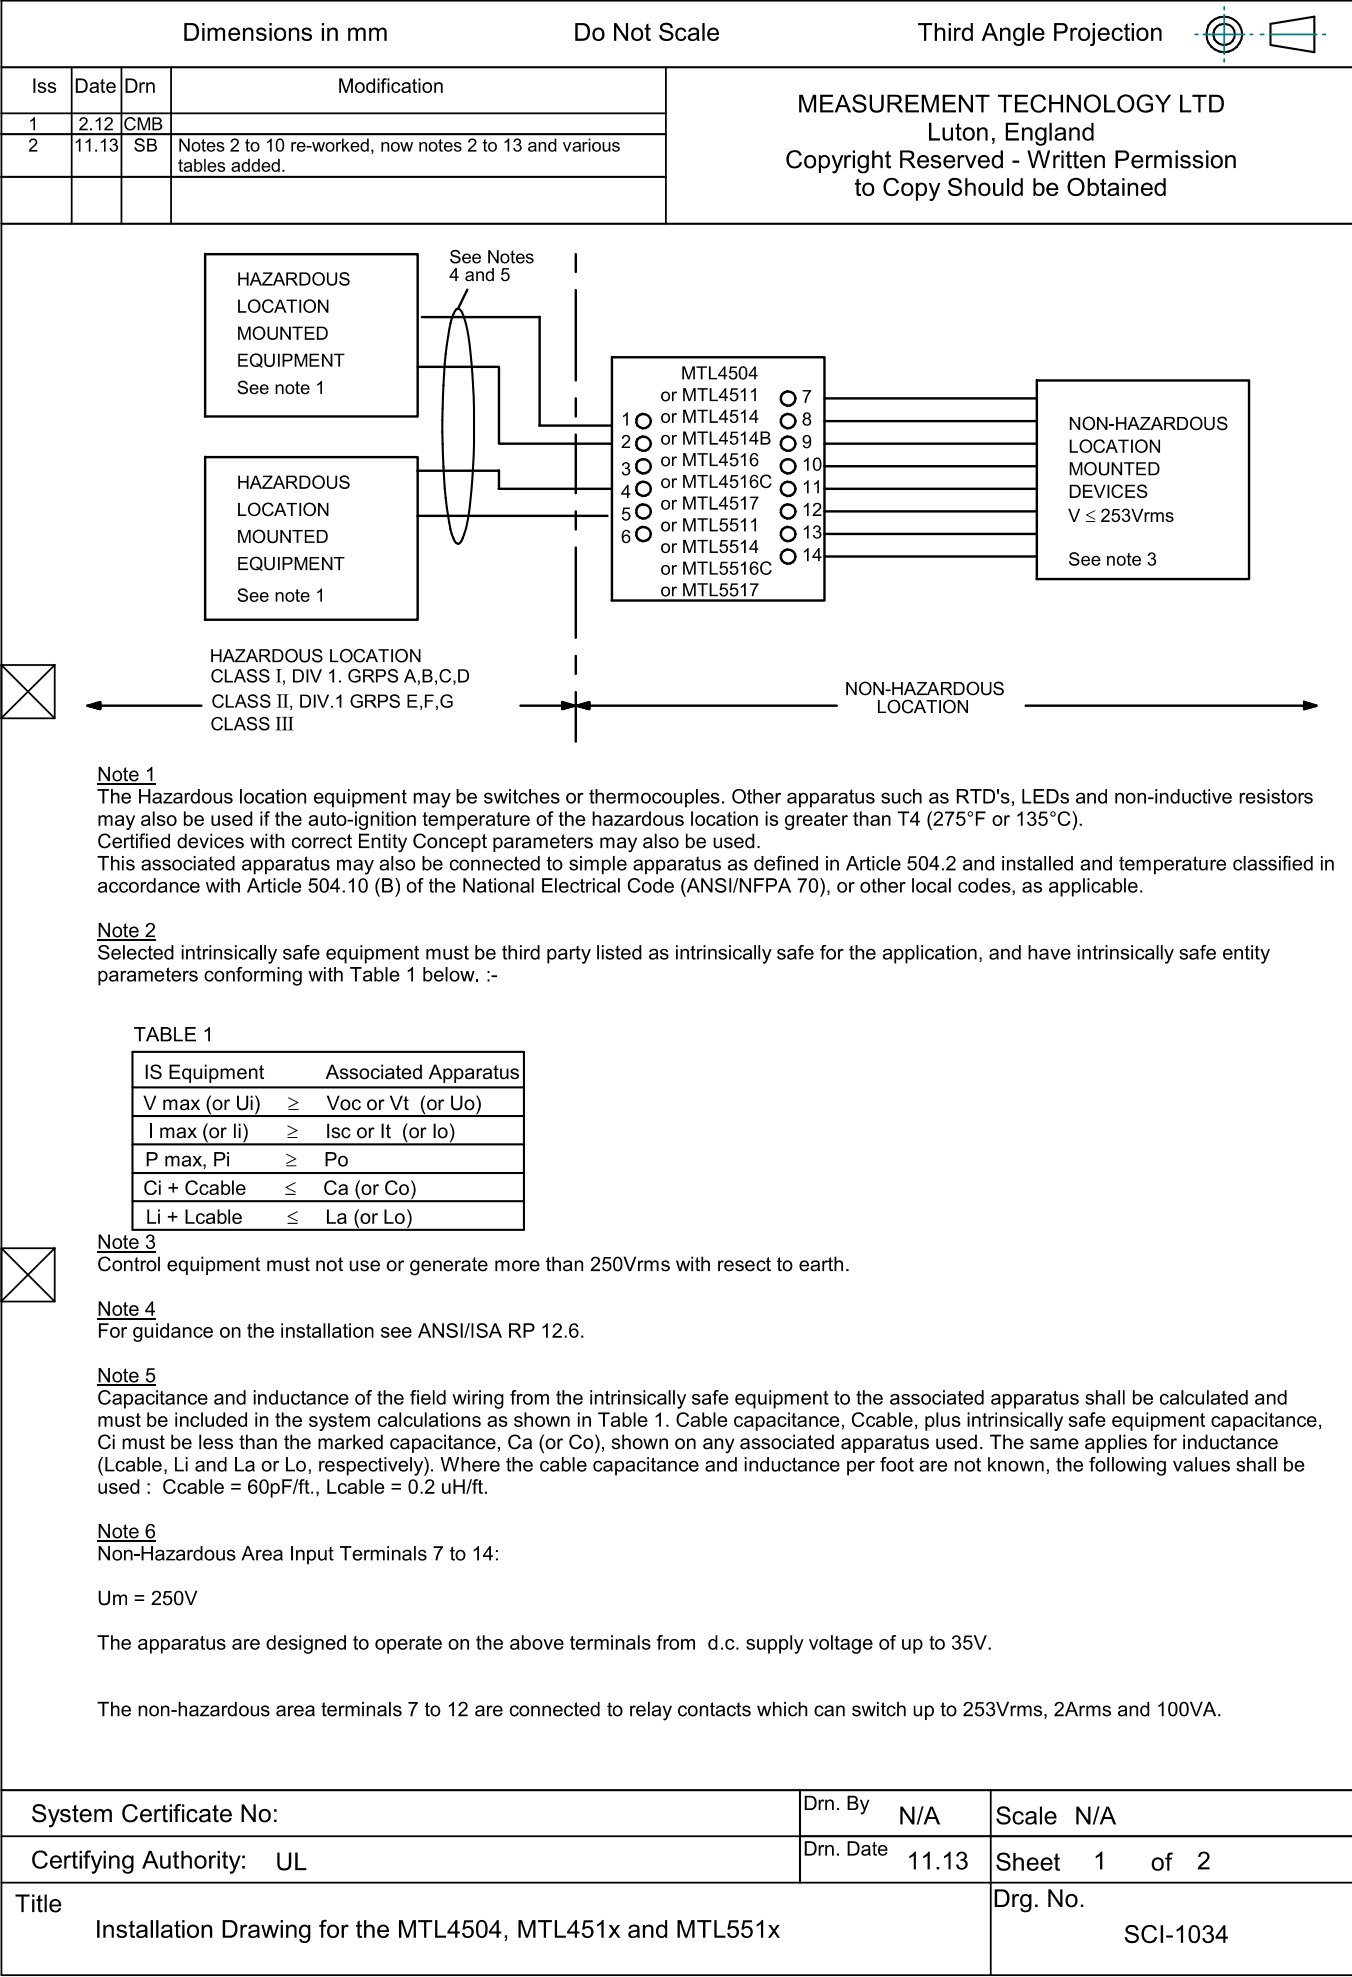 Dimensions in mm Do Not Scale Third Angle Projection
Iss Date Drn Modification
1 2.12 CMB
2 11.13 SB Notes 2 to 10 re-worked, now notes 2 to 13 and various
tables added.
MEASUREMENT TECHNOLOGY LTD
Luton, England
Copyright Reserved - Written Permission
to Copy Should be Obtained
HAZARDOUS
LOCATION
MOUNTED
EQUIPMENT
See note 1
See Notes
4 and 5
HAZARDOUS
LOCATION
MOUNTED
EQUIPMENT
See note 1
1
2
3
4
5
6
MTL4504
or MTL4511
or MTL4514
or MTL4514B
or MTL4516
or MTL4516C
or MTL4517
or MTL5511
or MTL5514
or MTL5516C
or MTL5517
7
8
9
10
11
12
13
14
NON-HAZARDOUS
LOCATION
MOUNTED
DEVICES
V ≤ 253Vrms
See note 3
HAZARDOUS LOCATION
CLASS I, DIV 1. GRPS A,B,C,D
CLASS II, DIV.1 GRPS E,F,G
CLASS III
NON-HAZARDOUS
LOCATION
Note 1
The Hazardous location equipment may be switches or thermocouples. Other apparatus such as RTD's, LEDs and non-inductive resistors
may also be used if the auto-ignition temperature of the hazardous location is greater than T4 (275°F or 135°C).
Certified devices with correct Entity Concept parameters may also be used.
This associated apparatus may also be connected to simple apparatus as defined in Article 504.2 and installed and temperature classified in
accordance with Article 504.10 (B) of the National Electrical Code (ANSI/NFPA 70), or other local codes, as applicable.
Note 2
Selected intrinsically safe equipment must be third party listed as intrinsically safe for the application, and have intrinsically safe entity
parameters conforming with Table 1 below. :-
TABLE 1
IS Equipment Associated Apparatus
V max (or Ui) ≥ Voc or Vt (or Uo)
I max (or Ii) ≥ Isc or It (or Io)
P max, Pi ≥ Po
Ci + Ccable ≤ Ca (or Co)
Li + Lcable ≤ La (or Lo)
Note 3
Control equipment must not use or generate more than 250Vrms with resect to earth.
Note 4
For guidance on the installation see ANSI/ISA RP 12.6.
Note 5
Capacitance and inductance of the field wiring from the intrinsically safe equipment to the associated apparatus shall be calculated and
must be included in the system calculations as shown in Table 1. Cable capacitance, Ccable, plus intrinsically safe equipment capacitance,
Ci must be less than the marked capacitance, Ca (or Co), shown on any associated apparatus used. The same applies for inductance
(Lcable, Li and La or Lo, respectively). Where the cable capacitance and inductance per foot are not known, the following values shall be
used : Ccable = 60pF/ft., Lcable = 0.2 uH/ft.
Note 6
Non-Hazardous Area Input Terminals 7 to 14:
Um = 250V
The apparatus are designed to operate on the above terminals from d.c. supply voltage of up to 35V.
The non-hazardous area terminals 7 to 12 are connected to relay contacts which can switch up to 253Vrms, 2Arms and 100VA.
System Certificate No: Drn. By N/A Scale N/A
Certifying Authority: UL Drn. Date 11.13 Sheet 1 of 2
Title
Installation Drawing for the MTL4504, MTL451x and MTL551x
Drg. No.
SCI-1034